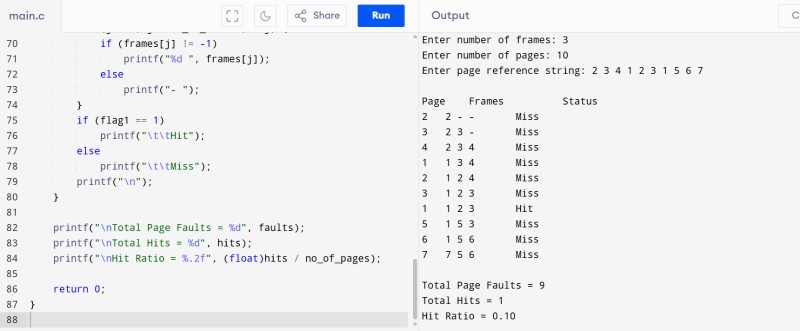 main.c
Share
Run
70 if (frames[j] != -1)
71 printf("%d ", frames[j]);
72 else
73 printf("- ");
74 }
75 if (flag1 == 1)
76 printf("\t\tHit");
77 else
78 printf("\t\tMiss");
79 printf("\n");
80 }
81
82 printf("\nTotal Page Faults = %d", faults);
83 printf("\nTotal Hits = %d", hits);
84 printf("\nHit Ratio = %.2f", (float)hits / no_of_pages);
85
86 return 0;
87 }
88
Output
Enter number of frames: 3
Enter number of pages: 10
Enter page reference string: 2 3 4 1 2 3 1 5 6 7
Page Frames Status
2 2 - - Miss
3 2 3 - Miss
4 2 3 4 Miss
1 1 3 4 Miss
2 1 2 4 Miss
3 1 2 3 Miss
1 1 2 3 Hit
5 1 5 3 Miss
6 1 5 6 Miss
7 7 5 6 Miss
Total Page Faults = 9
Total Hits = 1
Hit Ratio = 0.10